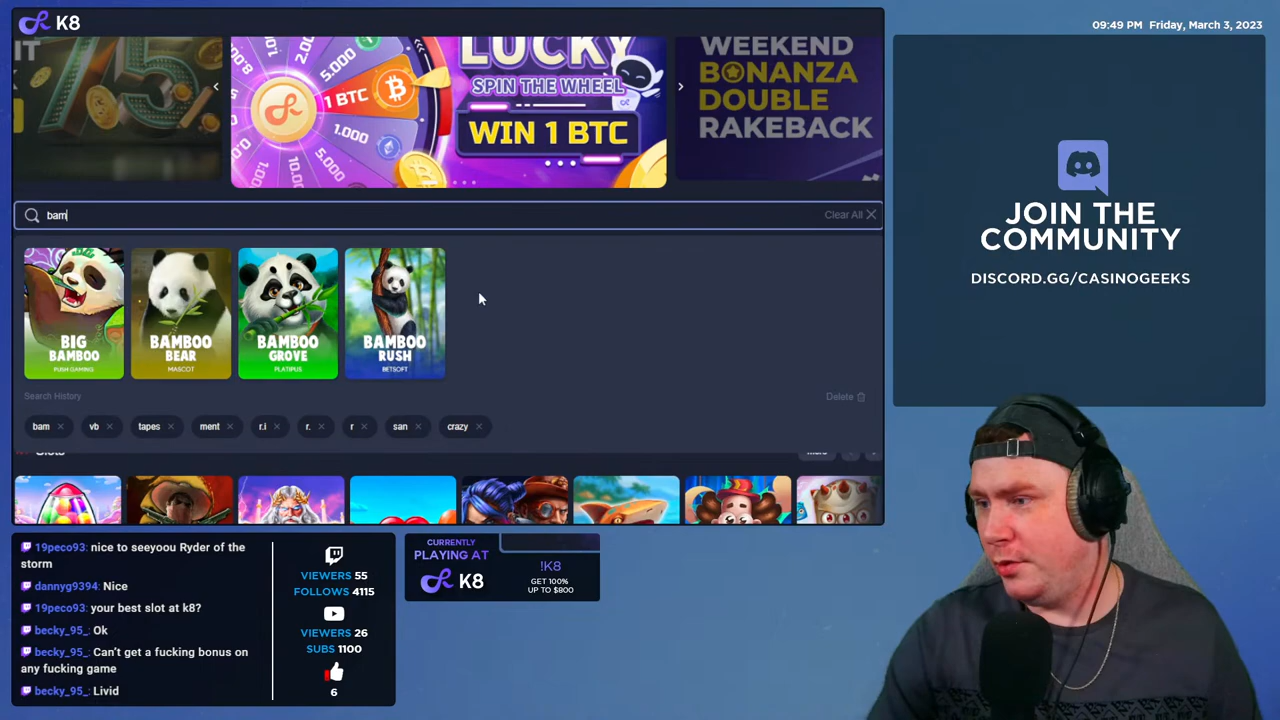 K8
09:49 PM Friday, March 3, 2023
LUCKY
SPIN THE WHEEL
WIN 1 BTC
5.000
1 BTC
1.000
5.000
75
WEEKEND
BONANZA
DOUBLE
RAKEBACK
bam
Clear All
BIG
BAMBOO
PUSH GAMING
BAMBOO
BEAR
MASCOT
BAMBOO
GROVE
PLATIPUS
BAMBOO
RUSH
BETSOFT
Search History
Delete
bam
vb
tapes
ment
r.i
r.
r
san
crazy
JOIN THE
COMMUNITY
DISCORD.GG/CASINOGEEKS
19peco93: nice to seeyoou Ryder of the
storm
dannyg9394: Nice
19peco93: your best slot at k8?
becky_95_: Ok
becky_95_: Can't get a fucking bonus on
any fucking game
becky_95_: Livid
VIEWERS 55
FOLLOWS 4115
VIEWERS 26
SUBS 1100
6
CURRENTLY
PLAYING AT
K8
!K8
GET 100%
UP TO $800